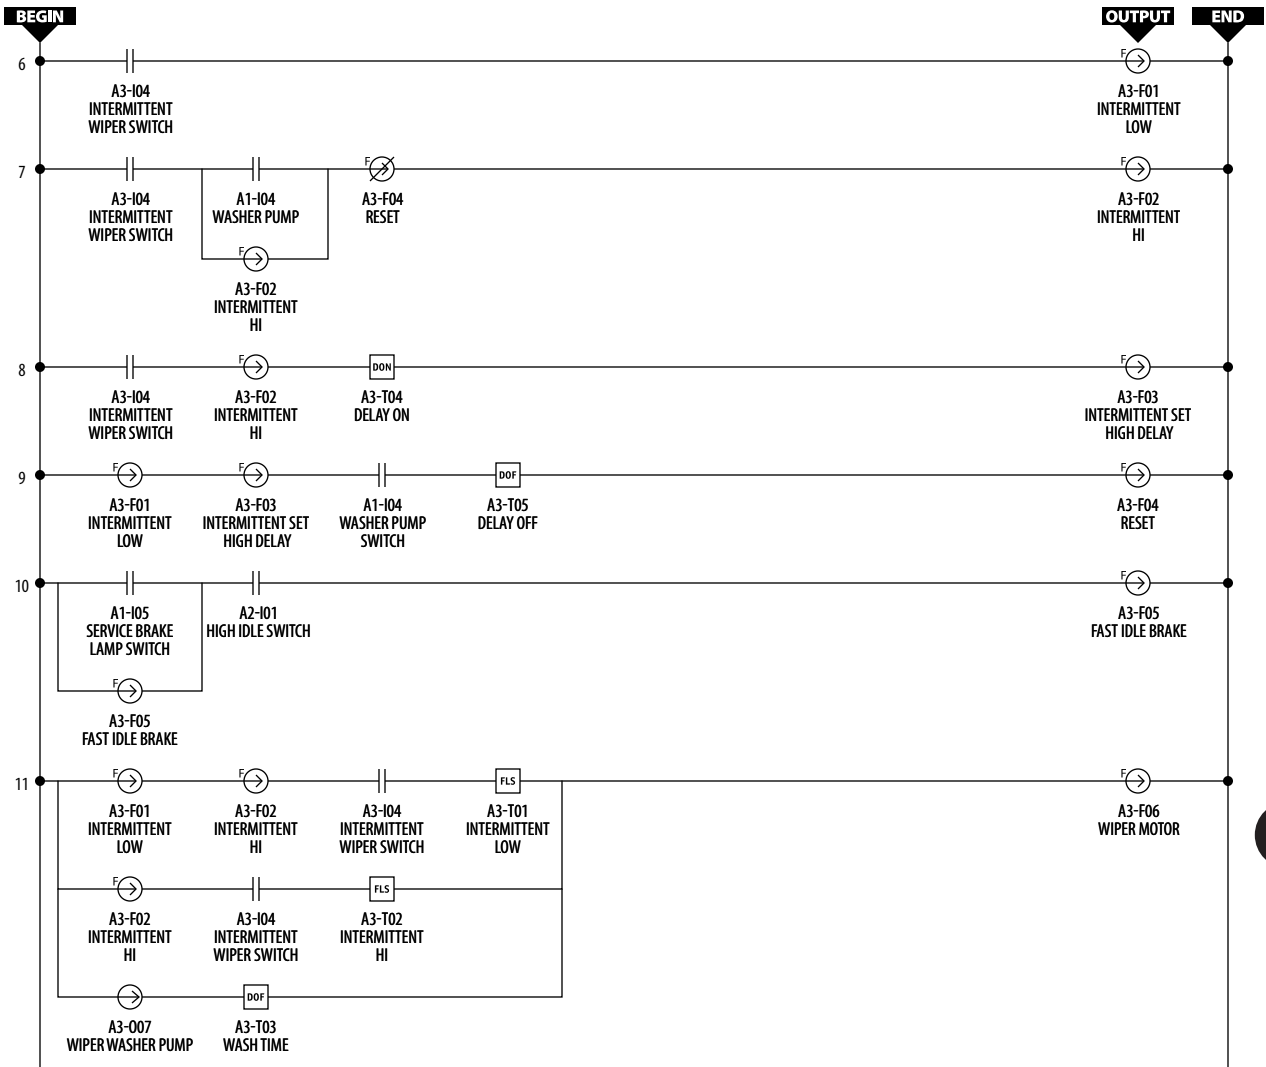 BEGIN
OUTPUT
END
6
F
A3-I04
INTERMITTENT
WIPER SWITCH
A3-F01
INTERMITTENT
LOW
7
F
F
A3-I04
INTERMITTENT
WIPER SWITCH
A1-I04
WASHER PUMP
A3-F04
RESET
A3-F02
INTERMITTENT
HI
F
A3-F02
INTERMITTENT
HI
8
F
DON
F
A3-I04
INTERMITTENT
WIPER SWITCH
A3-F02
INTERMITTENT
HI
A3-T04
DELAY ON
A3-F03
INTERMITTENT SET
HIGH DELAY
9
F
F
DOF
F
A3-F01
INTERMITTENT
LOW
A3-F03
INTERMITTENT SET
HIGH DELAY
A1-I04
WASHER PUMP
SWITCH
A3-T05
DELAY OFF
A3-F04
RESET
10
F
A1-I05
SERVICE BRAKE
LAMP SWITCH
A2-I01
HIGH IDLE SWITCH
A3-F05
FAST IDLE BRAKE
F
A3-F05
FAST IDLE BRAKE
11
F
F
FLS
F
A3-F01
INTERMITTENT
LOW
A3-F02
INTERMITTENT
HI
A3-I04
INTERMITTENT
WIPER SWITCH
A3-T01
INTERMITTENT
LOW
A3-F06
WIPER MOTOR
F
FLS
A3-F02
INTERMITTENT
HI
A3-I04
INTERMITTENT
WIPER SWITCH
A3-T02
INTERMITTENT
HI
DOF
A3-O07
WIPER WASHER PUMP
A3-T03
WASH TIME